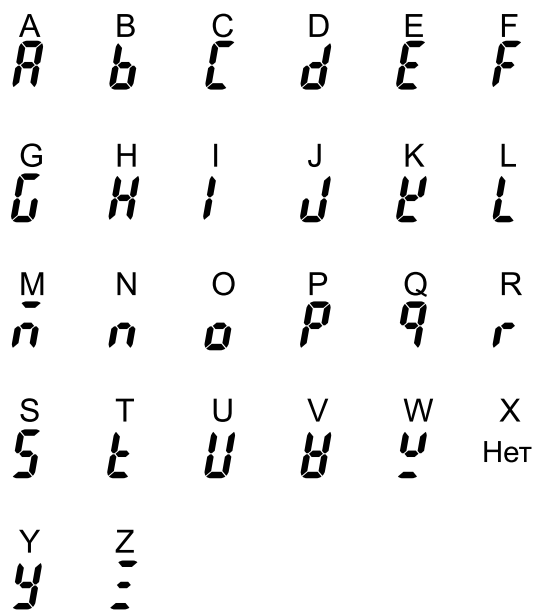 A B C D E F
A b C d E F
G H I J K L
G H I J K L
M N O P Q R
n̄ n o P q r
S T U V W X
S t U V W Нет
Y Z
y Z